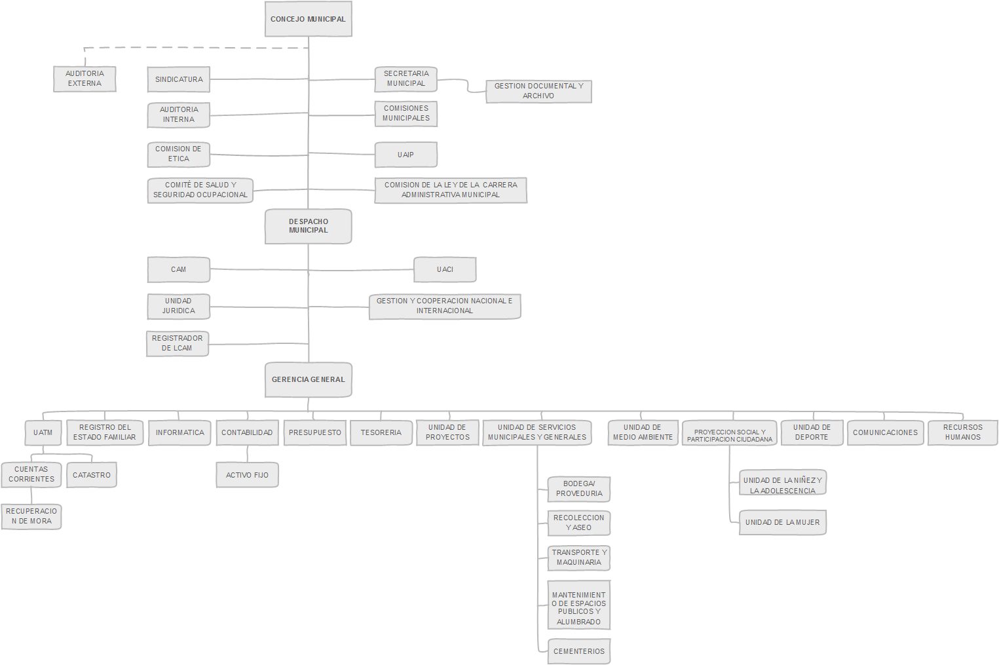 CONCEJO MUNICIPAL
AUDITORIA
EXTERNA
SINDICATURA
SECRETARIA
MUNICIPAL
GESTION DOCUMENTAL Y
ARCHIVO
AUDITORIA
INTERNA
COMISIONES
MUNICIPALES
COMISION DE
ETICA
UAIP
COMITÉ DE SALUD Y
SEGURIDAD OCUPACIONAL
COMISION DE LA LEY DE LA CARRERA
ADMINISTRATIVA MUNICIPAL
DESPACHO
MUNICIPAL
CAM
UACI
UNIDAD
JURIDICA
GESTION Y COOPERACION NACIONAL E
INTERNACIONAL
REGISTRADOR
DE LCAM
GERENCIA GENERAL
UATM
REGISTRO DEL
ESTADO FAMILIAR
INFORMATICA
CONTABILIDAD
PRESUPUESTO
TESORERIA
UNIDAD DE
PROYECTOS
UNIDAD DE SERVICIOS
MUNICIPALES Y GENERALES
UNIDAD DE
MEDIO AMBIENTE
PROYECCION SOCIAL Y
PARTICIPACION CIUDADANA
UNIDAD DE
DEPORTE
COMUNICACIONES
RECURSOS
HUMANOS
CUENTAS
CORRIENTES
CATASTRO
ACTIVO FIJO
RECUPERACIO
N DE MORA
BODEGA/
PROVEDURIA
RECOLECCION
Y ASEO
TRANSPORTE Y
MAQUINARIA
MANTENIMIENT
O DE ESPACIOS
PUBLICOS Y
ALUMBRADO
CEMENTERIOS
UNIDAD DE LA NIÑEZ Y
LA ADOLESCENCIA
UNIDAD DE LA MUJER